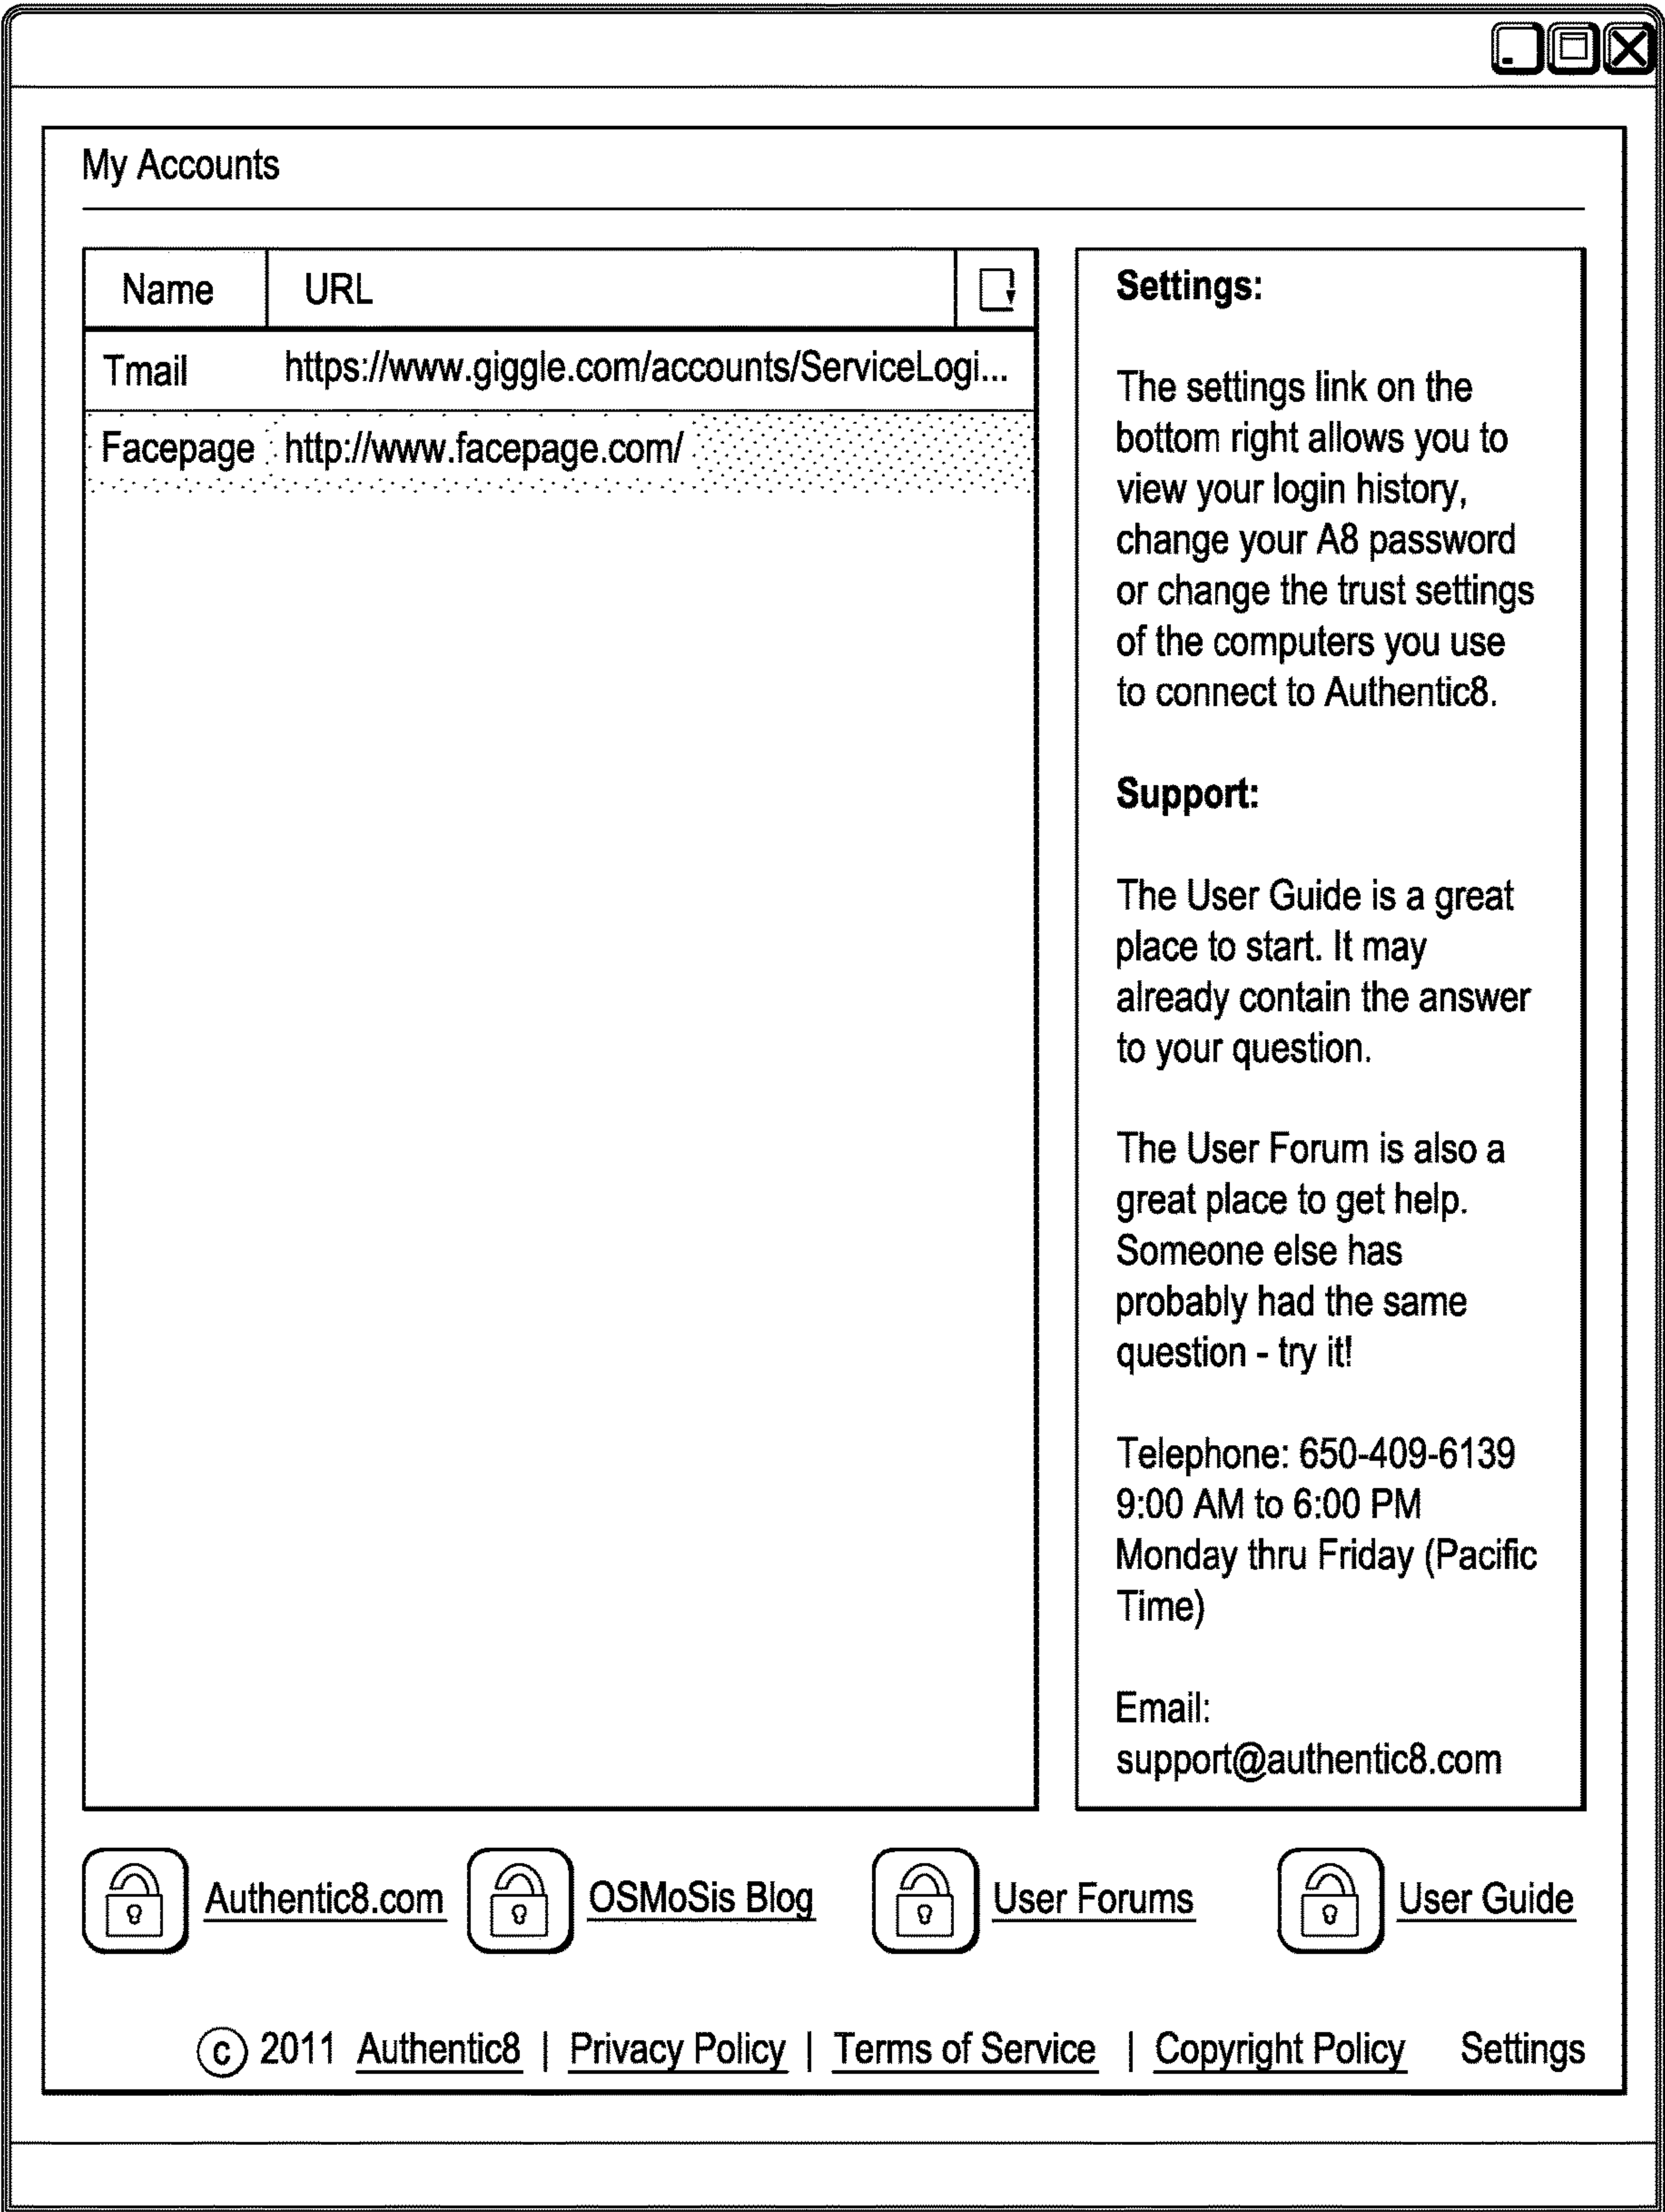 My Accounts
Name URL
Tmail https://www.giggle.com/accounts/ServiceLogi...
Facepage http://www.facepage.com/
Settings:
The settings link on the
bottom right allows you to
view your login history,
change your A8 password
or change the trust settings
of the computers you use
to connect to Authentic8.
Support:
The User Guide is a great
place to start. It may
already contain the answer
to your question.
The User Forum is also a
great place to get help.
Someone else has
probably had the same
question - try it!
Telephone: 650-409-6139
9:00 AM to 6:00 PM
Monday thru Friday (Pacific
Time)
Email:
support@authentic8.com
Authentic8.com OSMoSis Blog User Forums User Guide
© 2011 Authentic8 | Privacy Policy | Terms of Service | Copyright Policy Settings